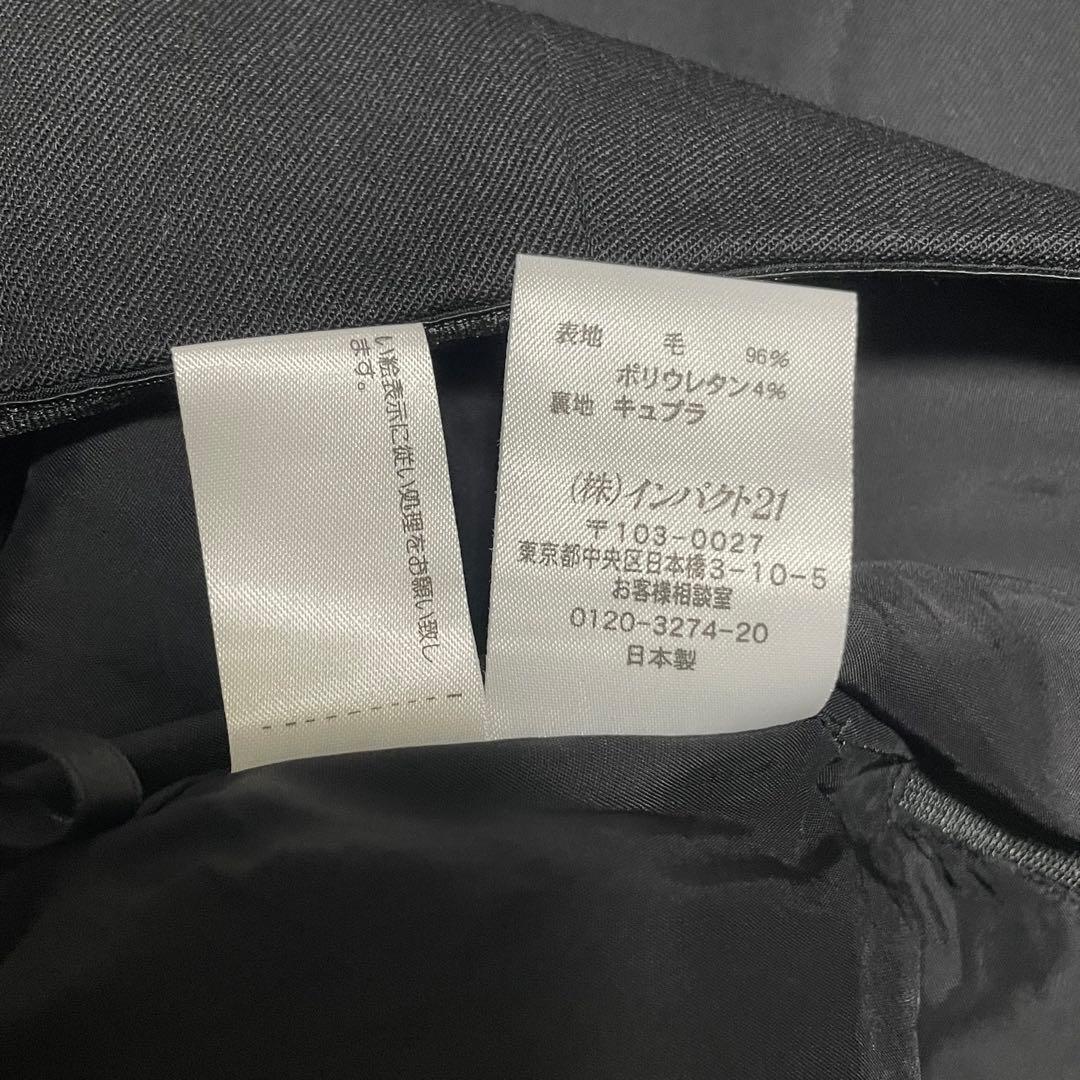 い絵表示に従い処理をお願い致し
ます。
表地 毛 96%
ポリウレタン4%
裏地 キュプラ
(株)インパクト21
〒103-0027
東京都中央区日本橋3-10-5
お客様相談室
0120-3274-20
日本製